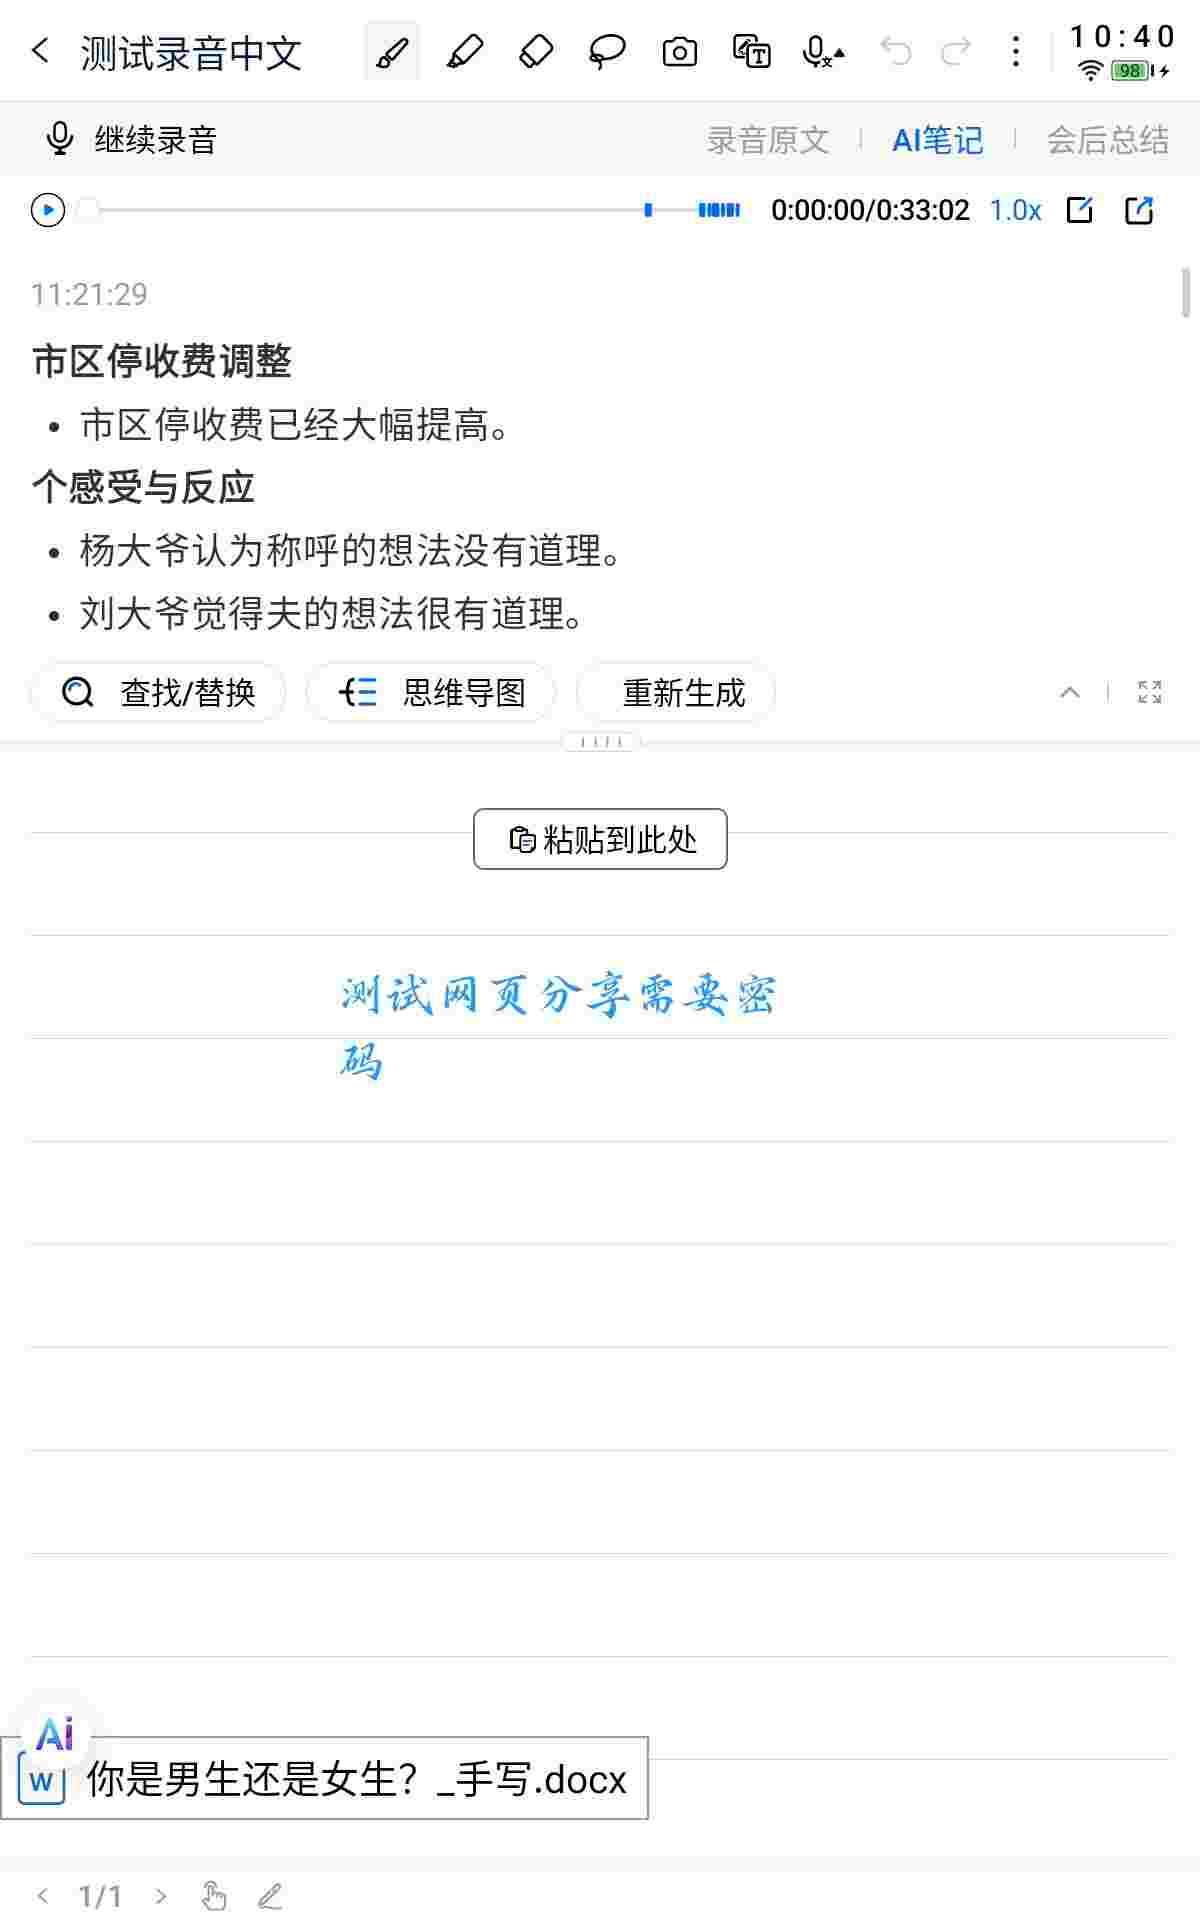 测试录音中文
10:40
98
继续录音
录音原文
AI笔记
会后总结
0:00:00/0:33:02
1.0x
11:21:29
市区停收费调整
• 市区停收费已经大幅提高。
个感受与反应
• 杨大爷认为称呼的想法没有道理。
• 刘大爷觉得夫的想法很有道理。
查找/替换
思维导图
重新生成
粘贴到此处
测试网页分享需要密
码
Ai
W 你是男生还是女生？_手写.docx
< 1/1 >